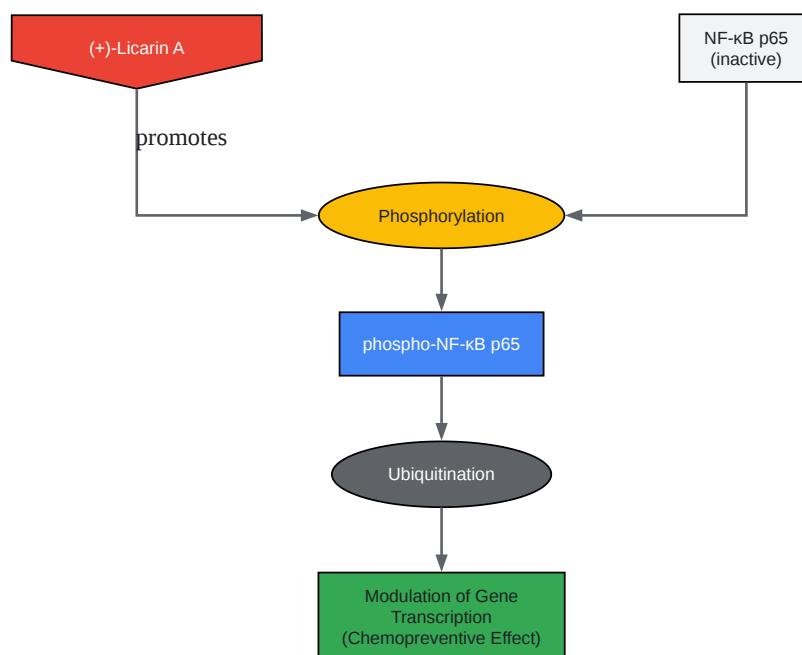 (+)-Licarin A
NF-κB p65
(inactive)
promotes
Phosphorylation
phospho-NF-κB p65
Ubiquitination
Modulation of Gene
Transcription
(Chemopreventive Effect)